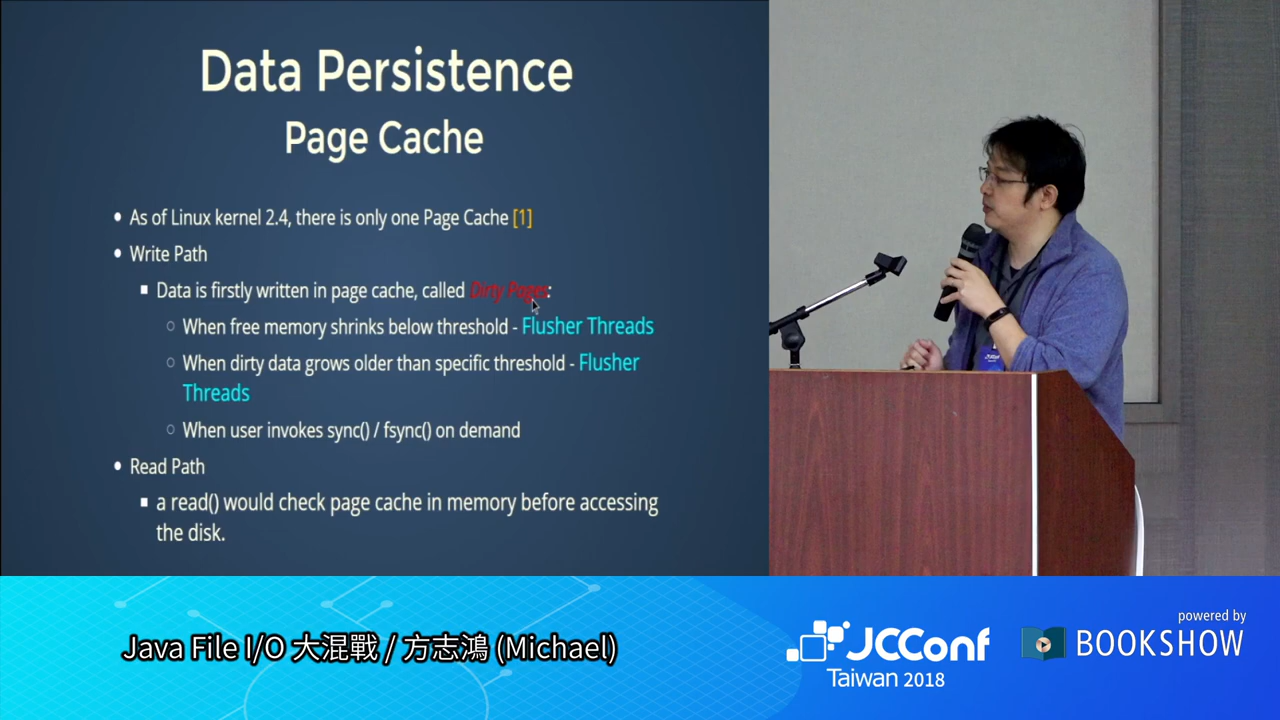 Data Persistence
Page Cache
• As of Linux kernel 2.4, there is only one Page Cache [1]
• Write Path
▪ Data is firstly written in page cache, called Dirty Pages:
○ When free memory shrinks below threshold - Flusher Threads
○ When dirty data grows older than specific threshold - Flusher
Threads
○ When user invokes sync() / fsync() on demand
• Read Path
▪ a read() would check page cache in memory before accessing
the disk.
JCConf
Java File I/O 大混戰 / 方志鴻 (Michael)
JCConf
Taiwan 2018
powered by
BOOKSHOW